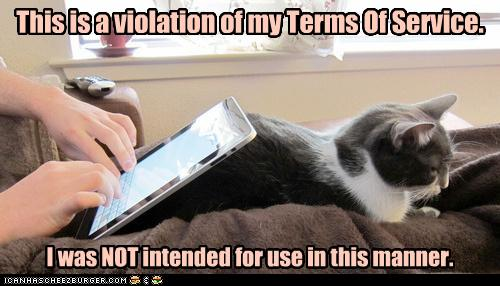 This is a violation of my Terms Of Service.
I was NOT intended for use in this manner.
ICANHASCHEEZBURGER.COM